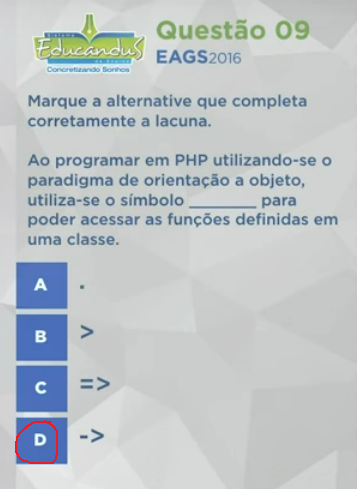 Sistema
Educandus
de Ensino
Concretizando Sonhos
Questão 09
EAGS2016
Marque a alternative que completa
corretamente a lacuna.
Ao programar em PHP utilizando-se o
paradigma de orientação a objeto,
utiliza-se o símbolo _______ para
poder acessar as funções definidas em
uma classe.
A .
B >
C =>
D ->